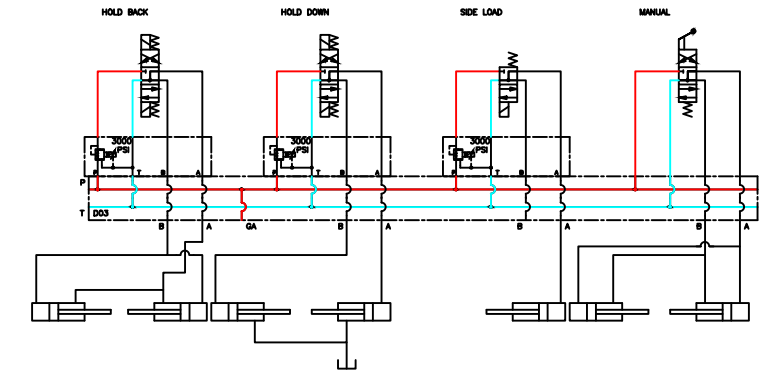 HOLD BACK HOLD DOWN SIDE LOAD MANUAL
3000 3000 3000
PSI PSI PSI
P T B A P T B A P T B A
P
T D03
B A GA B A B A B A